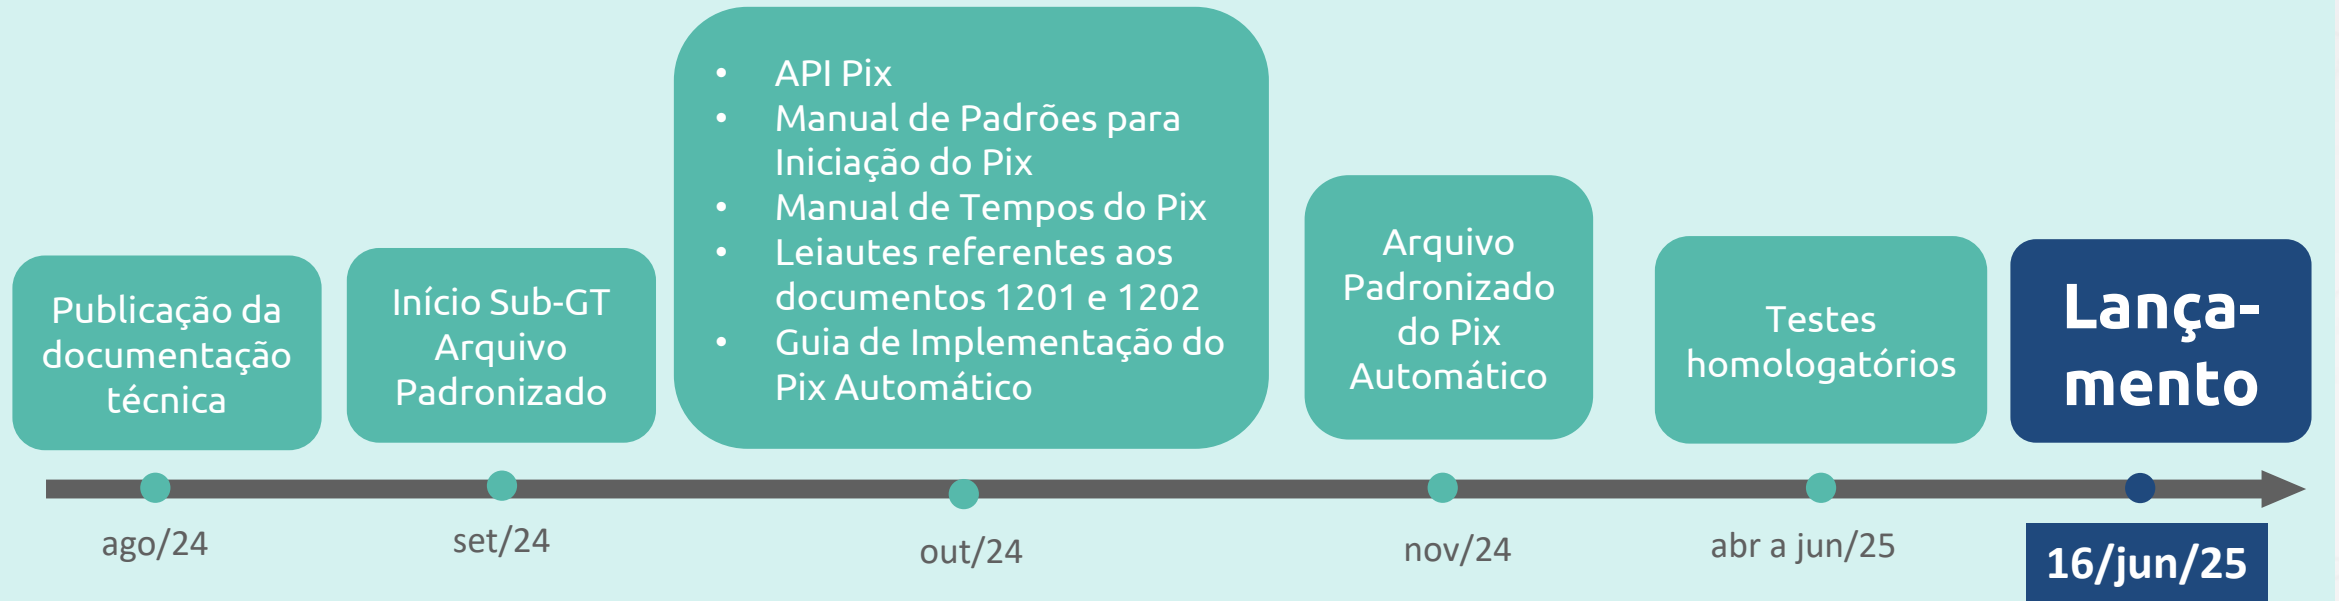 Publicação da
documentação
técnica
Início Sub-GT
Arquivo
Padronizado
• API Pix
• Manual de Padrões para
Iniciação do Pix
• Manual de Tempos do Pix
• Leiautes referentes aos
documentos 1201 e 1202
• Guia de Implementação do
Pix Automático
Arquivo
Padronizado
do Pix
Automático
Testes
homologatórios
Lança-
mento
ago/24
set/24
out/24
nov/24
abr a jun/25
16/jun/25